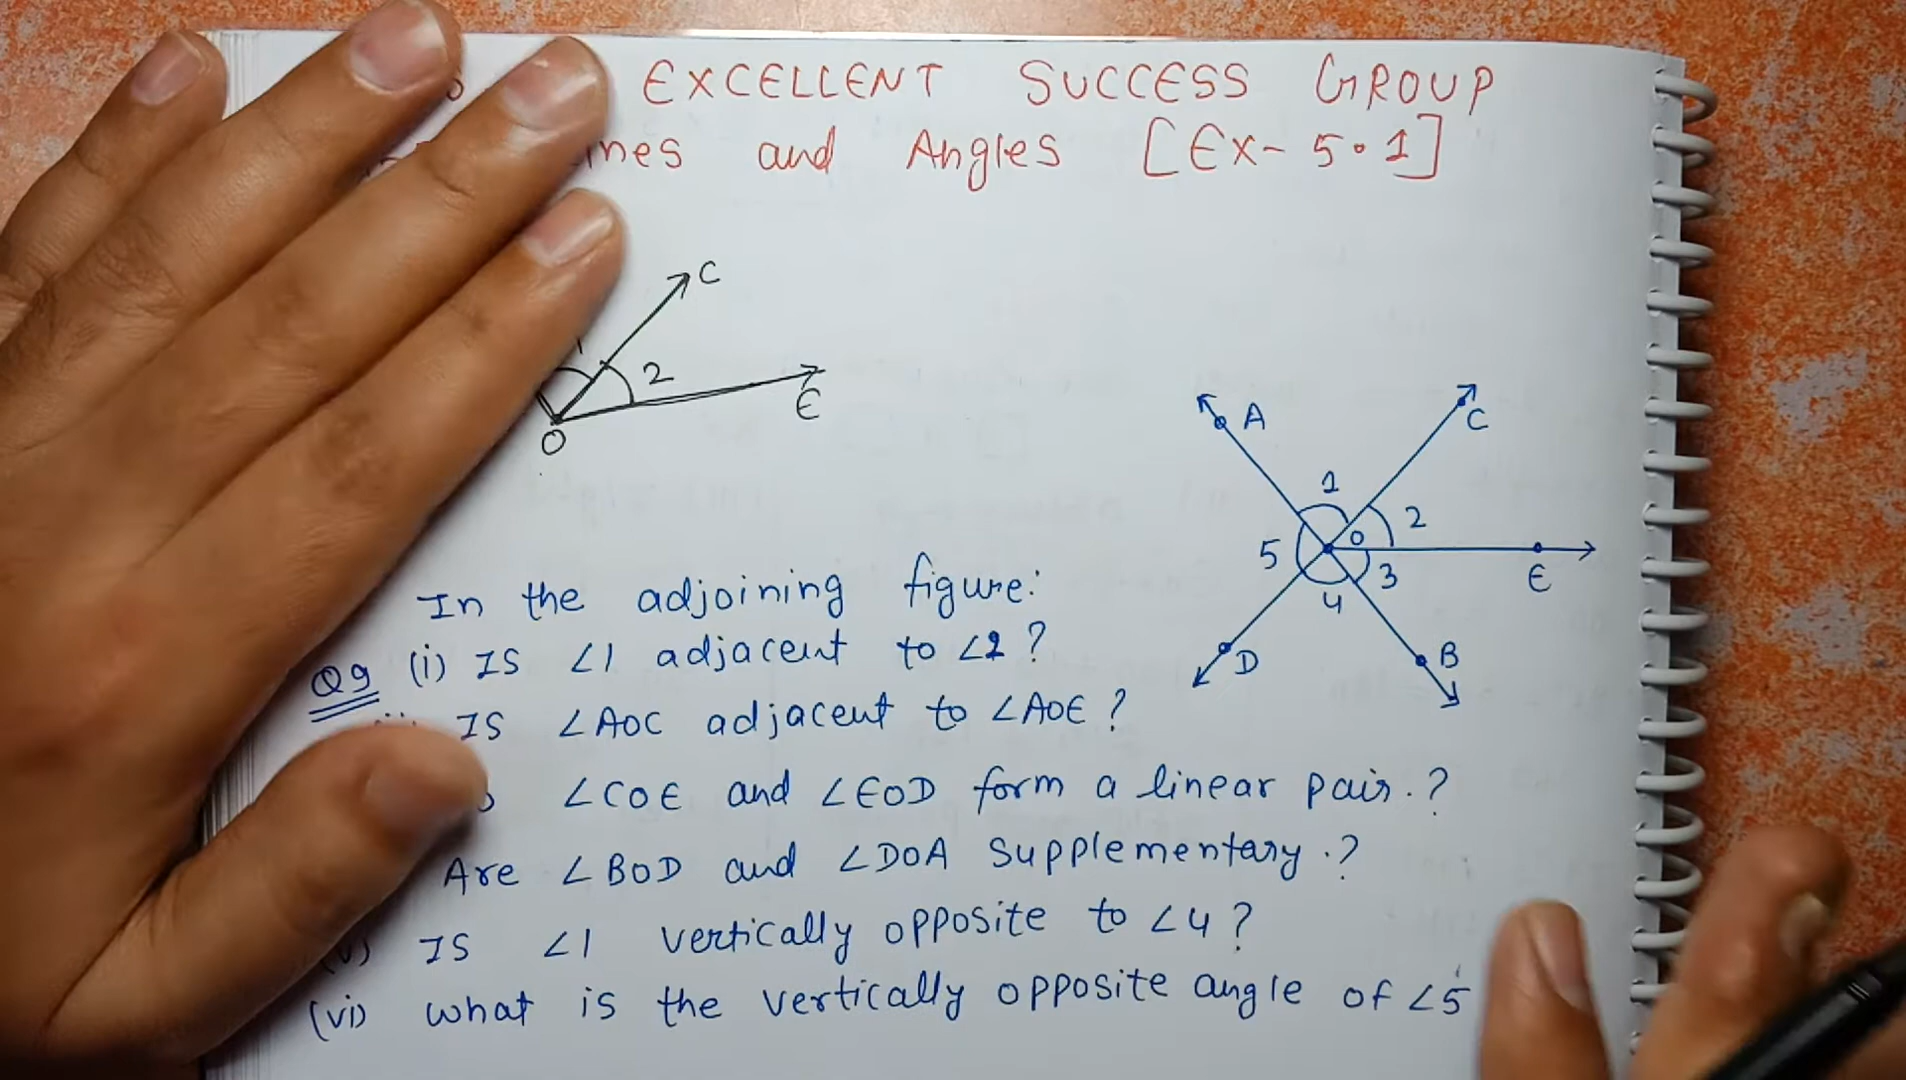 EXCELLENT SUCCESS GROUP
and Angles [Ex- 5.1]
C
2
E
O
A
C
1
2
O
5
3
E
4
D
B
In the adjoining figure:
Q9 (i) Is ∠1 adjacent to ∠2?
Is ∠AOC adjacent to ∠AOE?
∠COE and ∠EOD form a linear pair.?
Are ∠BOD and ∠DOA supplementary.?
Is ∠1 vertically opposite to ∠4?
(vi) what is the vertically opposite angle of ∠5